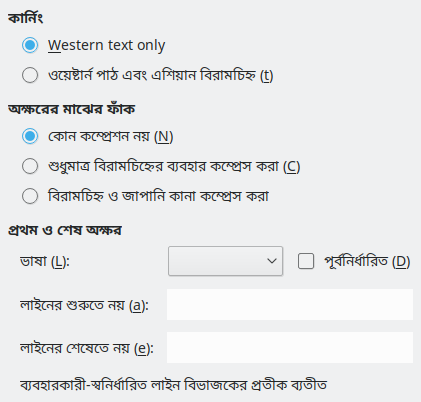 কার্নিং
Western text only
ওয়েষ্টার্ন পাঠ এবং এশিয়ান বিরামচিহ্ন (t)
অক্ষরের মাঝের ফাঁক
কোন কম্প্রেশন নয় (N)
শুধুমাত্র বিরামচিহ্নের ব্যবহার কম্প্রেস করা (C)
বিরামচিহ্ন ও জাপানি কানা কম্প্রেস করা
প্রথম ও শেষ অক্ষর
ভাষা (L): পূর্বনির্ধারিত (D)
লাইনের শুরুতে নয় (a):
লাইনের শেষেতে নয় (e):
ব্যবহারকারী-স্বনির্ধারিত লাইন বিভাজকের প্রতীক ব্যতীত